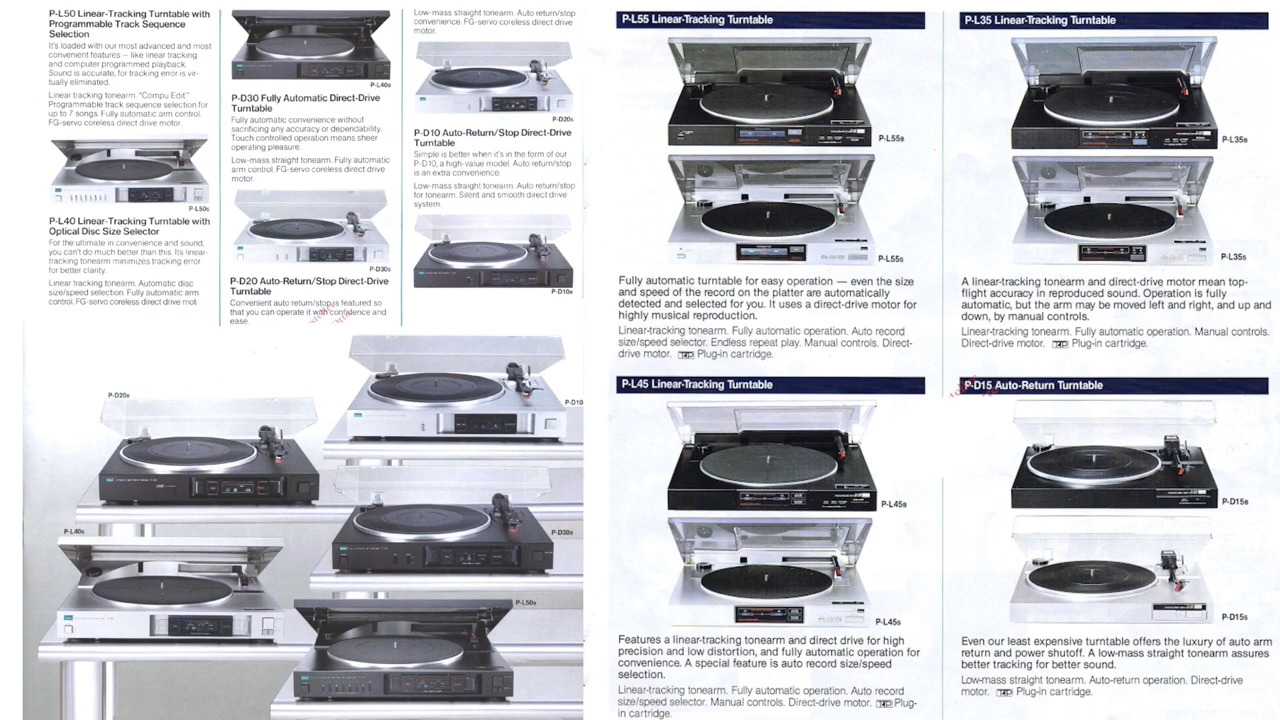 P-L50 Linear-Tracking Turntable with
Programmable Track Sequence
Selection
It's loaded with our most advanced and most
convenient features — like linear tracking
and computer programmed playback.
Sound is accurate, for tracking error is vir-
tually eliminated.
Linear tracking tonearm. "Compu Edit."
Programmable track sequence selection for
up to 7 songs. Fully automatic arm control.
FG-servo coreless direct drive motor.
P-L50s
P-L40 Linear-Tracking Turntable with
Optical Disc Size Selector
For the ultimate in convenience and sound,
you can't do much better than this. Its linear-
tracking tonearm minimizes tracking error
for better clarity.
Linear tracking tonearm. Automatic disc
size/speed selection. Fully automatic arm
control. FG-servo coreless direct drive mot
P-L40B
P-D30 Fully Automatic Direct-Drive
Turntable
Fully automatic convenience without
sacrificing any accuracy or dependability.
Touch controlled operation means sheer
operating pleasure.
Low-mass straight tonearm. Fully automatic
arm control. FG-servo coreless direct drive
motor.
P-D30s
P-D20 Auto-Return/Stop Direct-Drive
Turntable
Convenient auto return/stop is featured so
that you can operate it with confidence and
ease.
Low-mass straight tonearm. Auto return/stop
convenience. FG-servo coreless direct drive
motor.
P-D20s
P-D10 Auto-Return/Stop Direct-Drive
Turntable
Simple is better when it's in the form of our
P-D10, a high-value model. Auto return/stop
is an extra convenience.
Low-mass straight tonearm. Auto return/stop
for tonearm. Silent and smooth direct drive
system.
P-D10B
P-D20s
P-D10
P-L40s
P-D30s
P-L50s
P-L55 Linear-Tracking Turntable
P-L55B
P-L55s
Fully automatic turntable for easy operation — even the size
and speed of the record on the platter are automatically
detected and selected for you. It uses a direct-drive motor for
highly musical reproduction.
Linear-tracking tonearm. Fully automatic operation. Auto record
size/speed selector. Endless repeat play. Manual controls. Direct-
drive motor. T4P Plug-in cartridge.
P-L35 Linear-Tracking Turntable
P-L35B
P-L35s
A linear-tracking tonearm and direct-drive motor mean top-
flight accuracy in reproduced sound. Operation is fully
automatic, but the arm may be moved left and right, and up and
down, by manual controls.
Linear-tracking tonearm. Fully automatic operation. Manual controls.
Direct-drive motor. T4P Plug-in cartridge.
P-L45 Linear-Tracking Turntable
P-L45B
P-L45s
Features a linear-tracking tonearm and direct drive for high
precision and low distortion, and fully automatic operation for
convenience. A special feature is auto record size/speed
selection.
Linear-tracking tonearm. Fully automatic operation. Auto record
size/speed selector. Manual controls. Direct-drive motor. T4P Plug-
in cartridge.
P-D15 Auto-Return Turntable
P-D15B
P-D15s
Even our least expensive turntable offers the luxury of auto arm
return and power shutoff. A low-mass straight tonearm assures
better tracking for better sound.
Low-mass straight tonearm. Auto-return operation. Direct-drive
motor. T4P Plug-in cartridge.